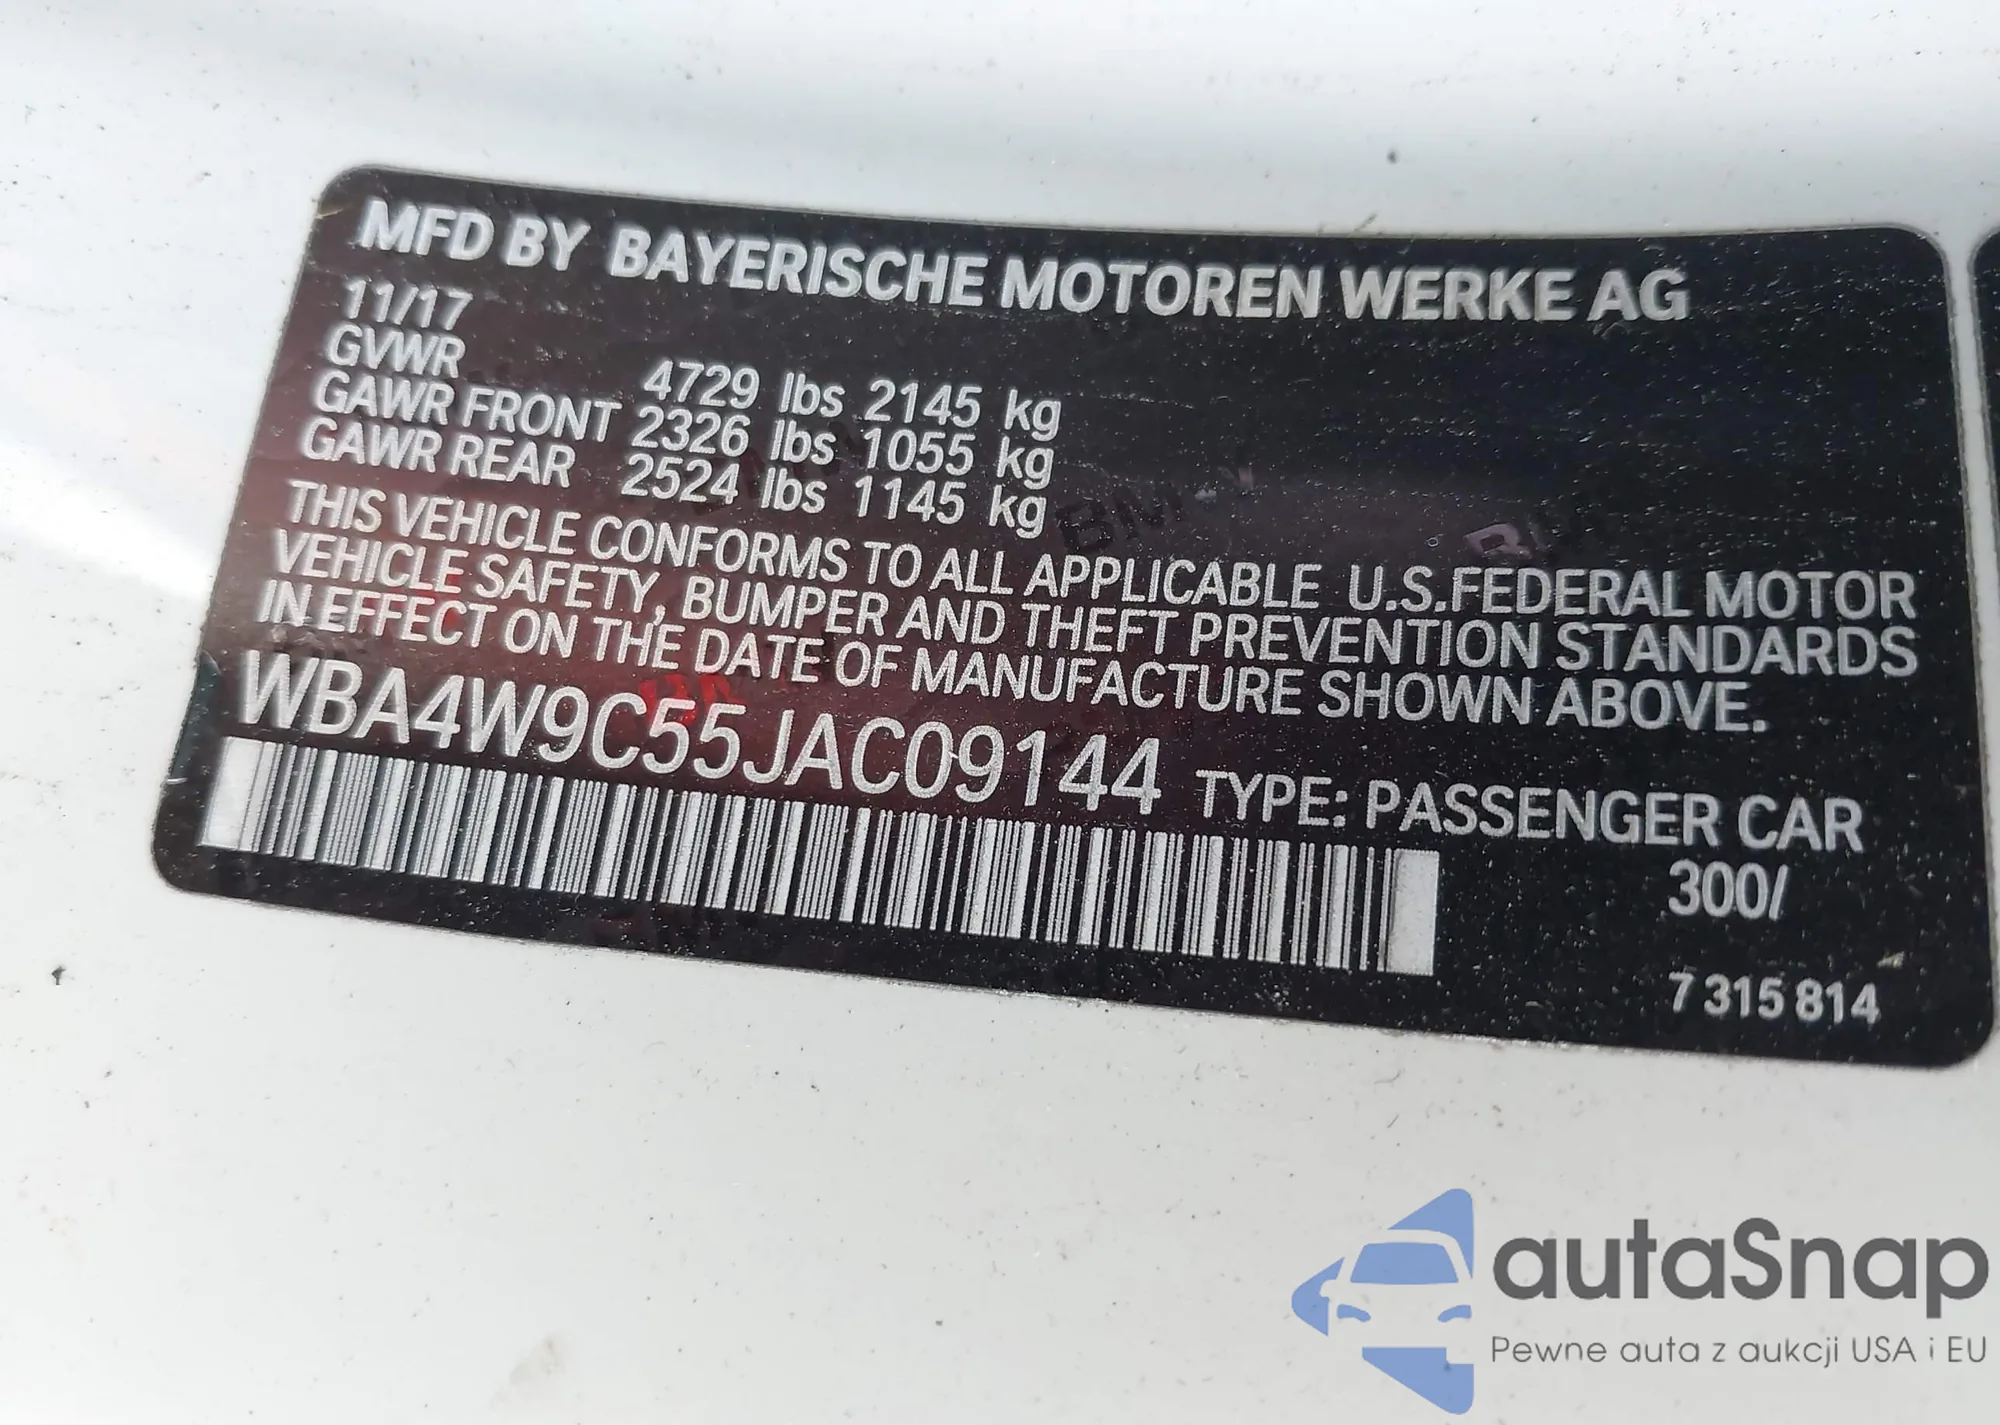 MFD BY BAYERISCHE MOTOREN WERKE AG
11/17
GVWR 4729 lbs 2145 kg
GAWR FRONT 2326 lbs 1055 kg
GAWR REAR 2524 lbs 1145 kg
THIS VEHICLE CONFORMS TO ALL APPLICABLE U.S.FEDERAL MOTOR
VEHICLE SAFETY, BUMPER AND THEFT PREVENTION STANDARDS
IN EFFECT ON THE DATE OF MANUFACTURE SHOWN ABOVE.
WBA4W9C55JAC09144 TYPE: PASSENGER CAR
300/
7 315 814
autaSnap
Pewne auta z aukcji USA i EU